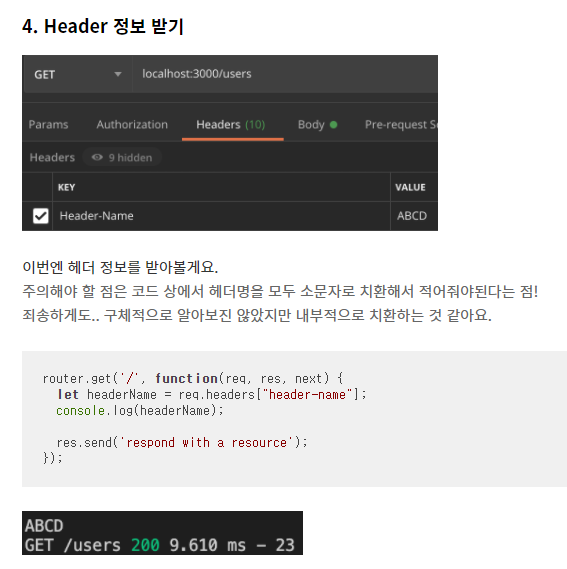 4. Header 정보 받기
GET localhost:3000/users
Params Authorization Headers (10) Body Pre-request S
Headers 9 hidden
KEY VALUE
Header-Name ABCD
이번엔 헤더 정보를 받아볼게요.
주의해야 할 점은 코드 상에서 헤더명을 모두 소문자로 치환해서 적어줘야된다는 점!
죄송하게도.. 구체적으로 알아보진 않았지만 내부적으로 치환하는 것 같아요.
router.get('/', function(req, res, next) {
let headerName = req.headers["header-name"];
console.log(headerName);
res.send('respond with a resource');
});
ABCD
GET /users 200 9.610 ms - 23